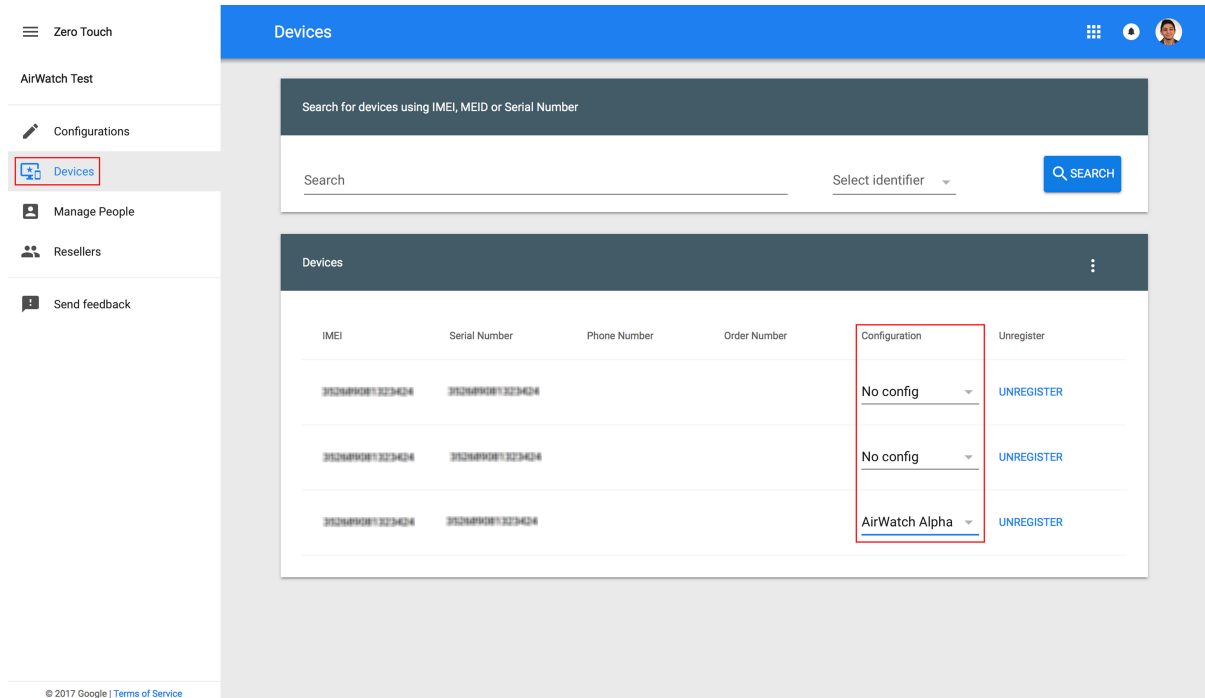 Zero Touch
AirWatch Test
Configurations
Devices
Manage People
Resellers
Send feedback
© 2017 Google | Terms of Service
Devices
Search for devices using IMEI, MEID or Serial Number
Search
Select identifier
SEARCH
Devices
IMEI Serial Number Phone Number Order Number Configuration Unregister
No config UNREGISTER
No config UNREGISTER
AirWatch Alpha UNREGISTER